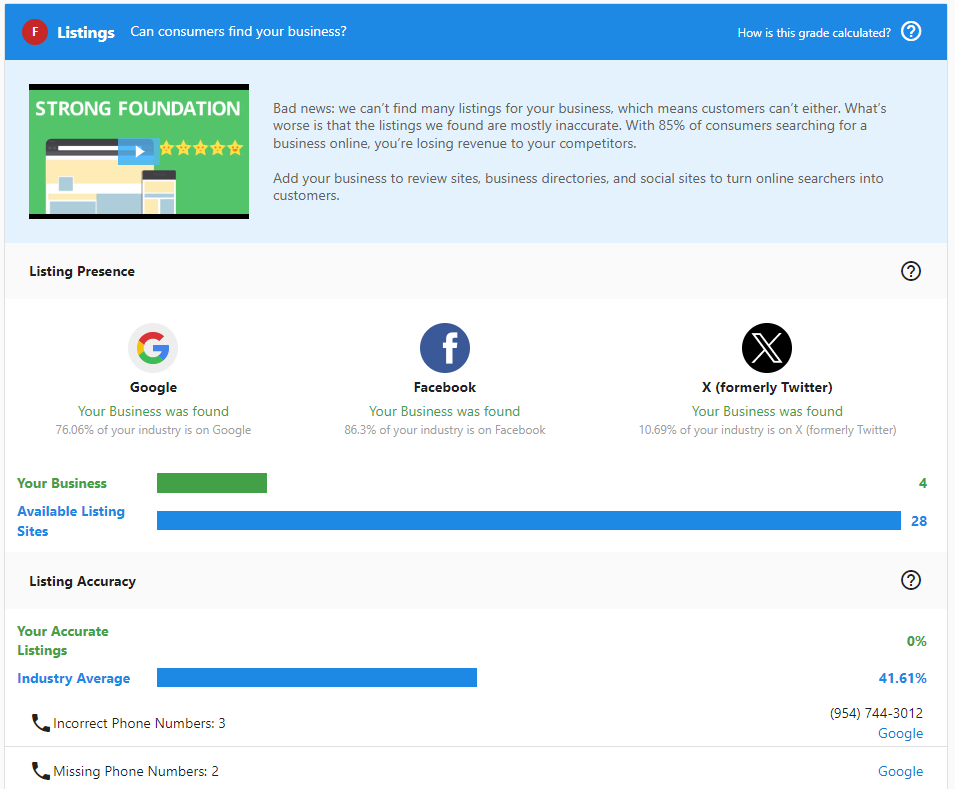 F Listings Can consumers find your business? How is this grade calculated? ?
STRONG FOUNDATION
Bad news: we can't find many listings for your business, which means customers can't either. What's
worse is that the listings we found are mostly inaccurate. With 85% of consumers searching for a
business online, you're losing revenue to your competitors.
Add your business to review sites, business directories, and social sites to turn online searchers into
customers.
Listing Presence ?
Google
Your Business was found
76.06% of your industry is on Google
Facebook
Your Business was found
86.3% of your industry is on Facebook
X (formerly Twitter)
Your Business was found
10.69% of your industry is on X (formerly Twitter)
Your Business 4
Available Listing
Sites 28
Listing Accuracy ?
Your Accurate
Listings 0%
Industry Average 41.61%
Incorrect Phone Numbers: 3 (954) 744-3012
Google
Missing Phone Numbers: 2 Google